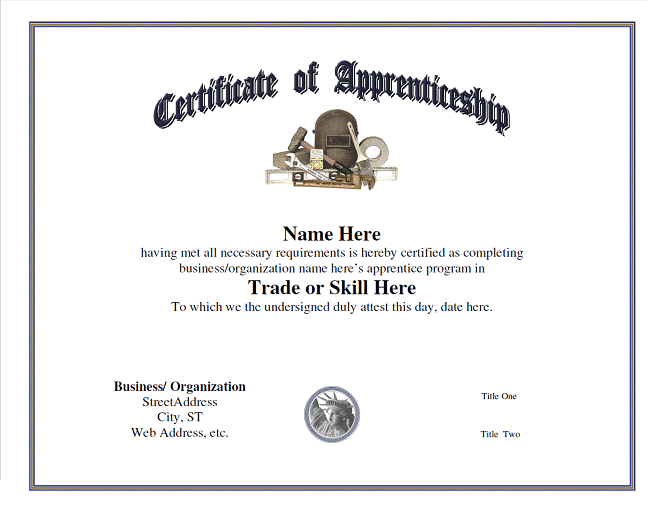 Certificate of Apprenticeship
Name Here
having met all necessary requirements is hereby certified as completing
business/organization name here’s apprentice program in
Trade or Skill Here
To which we the undersigned duly attest this day, date here.
Business/ Organization
StreetAddress
City, ST
Web Address, etc.
Title One
Title Two